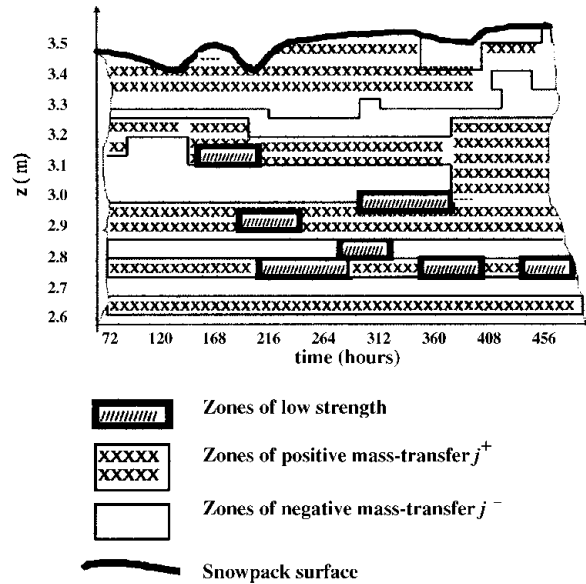 z (m)
3.5
3.4
3.3
3.2
3.1
3.0
2.9
2.8
2.7
2.6
72 120 168 216 264 312 360 408 456
time (hours)
Zones of low strength
XXXXX
XXXXX
Zones of positive mass-transfer j⁺
Zones of negative mass-transfer j⁻
Snowpack surface